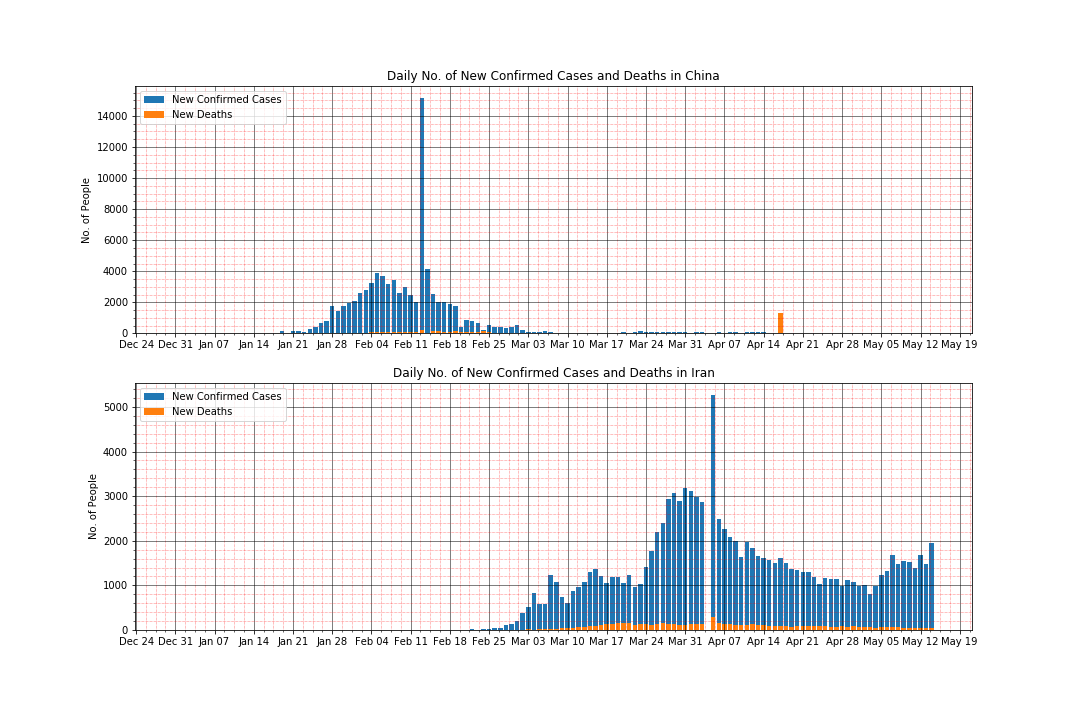 Daily No. of New Confirmed Cases and Deaths in China
New Confirmed Cases
New Deaths
No. of People
14000
12000
10000
8000
6000
4000
2000
0
Dec 24 Dec 31 Jan 07 Jan 14 Jan 21 Jan 28 Feb 04 Feb 11 Feb 18 Feb 25 Mar 03 Mar 10 Mar 17 Mar 24 Mar 31 Apr 07 Apr 14 Apr 21 Apr 28 May 05 May 12 May 19
Daily No. of New Confirmed Cases and Deaths in Iran
New Confirmed Cases
New Deaths
No. of People
5000
4000
3000
2000
1000
0
Dec 24 Dec 31 Jan 07 Jan 14 Jan 21 Jan 28 Feb 04 Feb 11 Feb 18 Feb 25 Mar 03 Mar 10 Mar 17 Mar 24 Mar 31 Apr 07 Apr 14 Apr 21 Apr 28 May 05 May 12 May 19